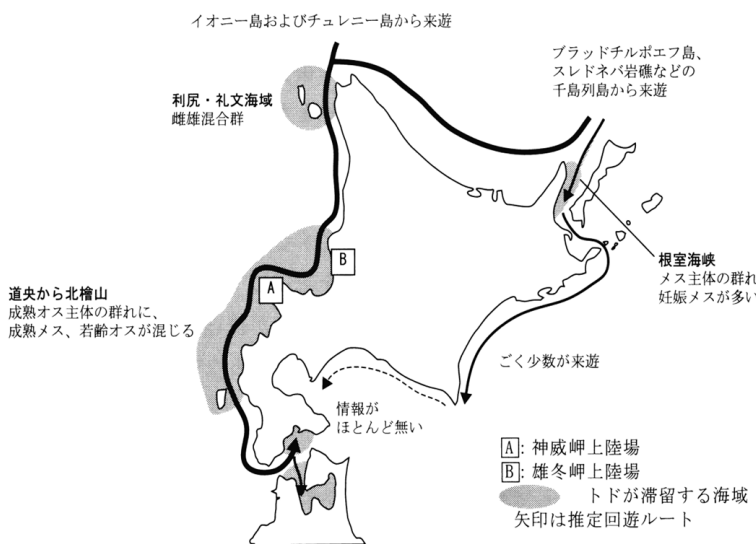 イオニー島およびチュレニー島から来遊
ブラッドチルポエフ島、
スレドネバ岩礁などの
千島列島から来遊
利尻・礼文海域
雌雄混合群
B
根室海峡
メス主体の群れ
妊娠メスが多い
A
道央から北檜山
成熟オス主体の群れに、
成熟メス、若齢オスが混じる
ごく少数が来遊
情報が
ほとんど無い
A: 神威岬上陸場
B: 雄冬岬上陸場
トドが滞留する海域
矢印は推定回遊ルート